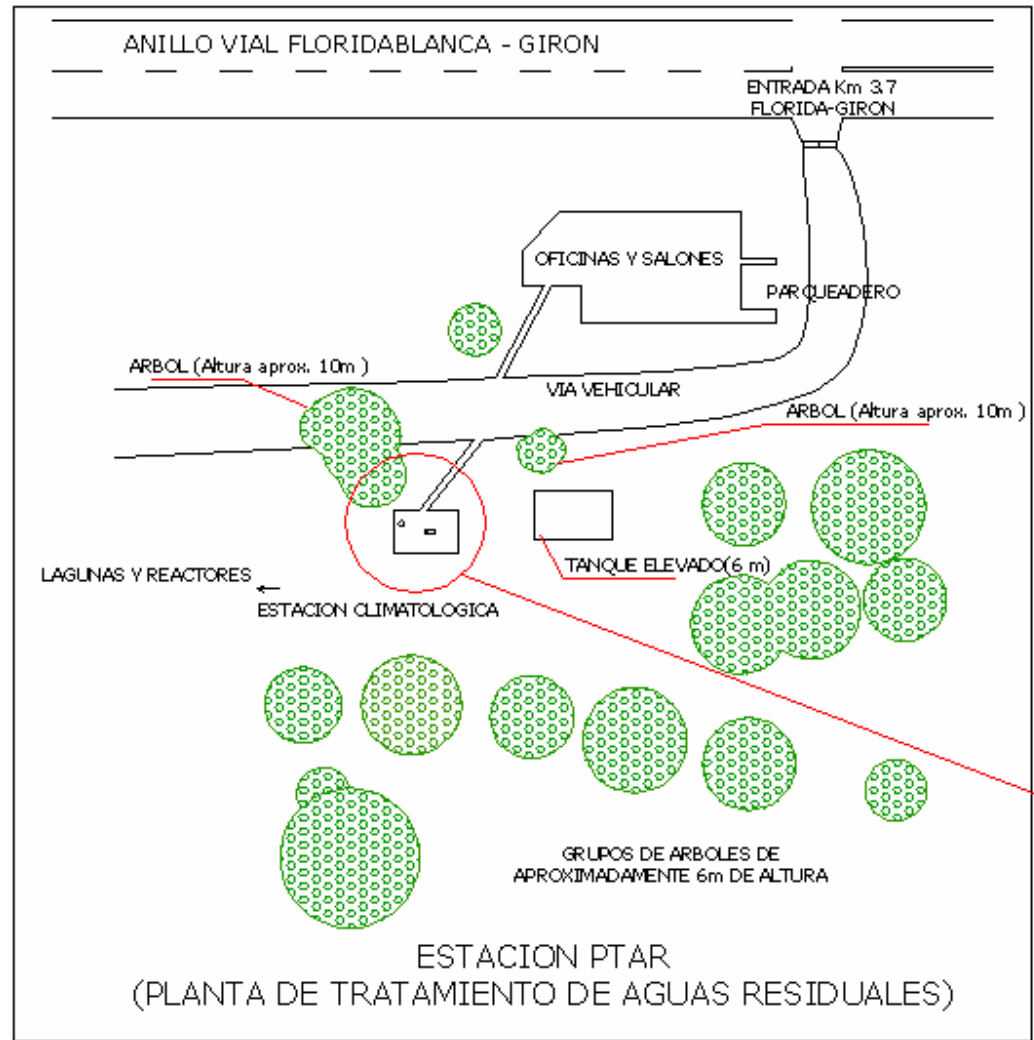 ANILLO VIAL FLORIDABLANCA - GIRON
ENTRADA Km 3.7
FLORIDA-GIRON
OFICINAS Y SALONES
PARQUEADERO
ARBOL (Altura aprox. 10m )
VIA VEHICULAR
ARBOL (Altura aprox. 10m )
TANQUE ELEVADO(6 m)
LAGUNAS Y REACTORES
ESTACION CLIMATOLOGICA
GRUPOS DE ARBOLES DE
APROXIMADAMENTE 6m DE ALTURA
ESTACION PTAR
(PLANTA DE TRATAMIENTO DE AGUAS RESIDUALES)